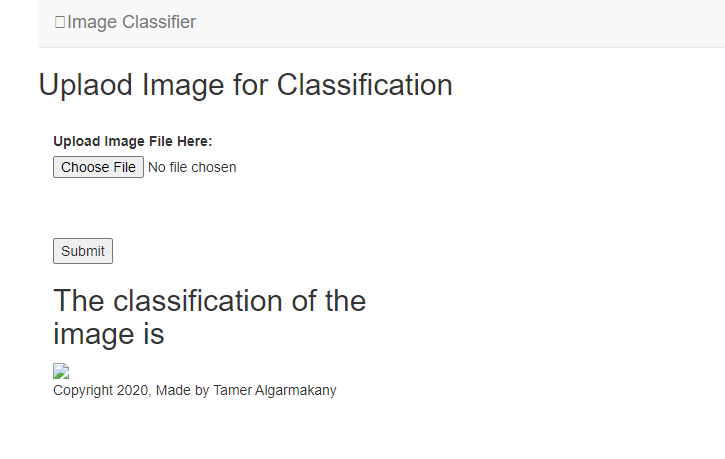 Image Classifier
Uplaod Image for Classification
Upload Image File Here:
Choose File No file chosen
Submit
The classification of the
image is
Copyright 2020, Made by Tamer Algarmakany